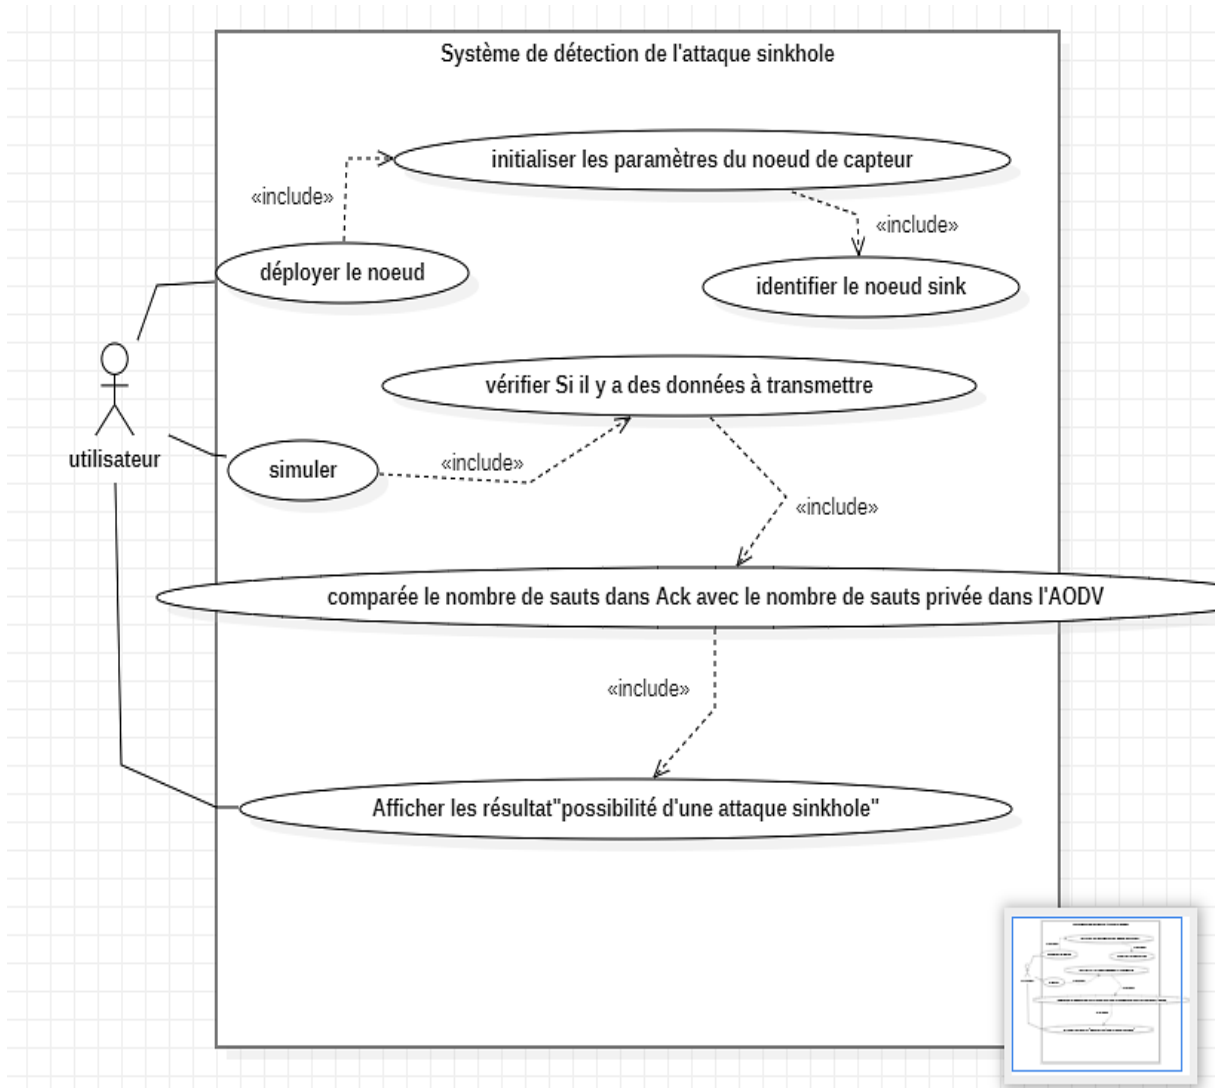 Système de détection de l'attaque sinkhole
initialiser les paramètres du noeud de capteur
«include»
«include»
déployer le noeud
identifier le noeud sink
vérifier Si il y a des données à transmettre
utilisateur
simuler
«include»
«include»
comparée le nombre de sauts dans Ack avec le nombre de sauts privée dans l'AODV
«include»
Afficher les résultat"possibilité d'une attaque sinkhole"